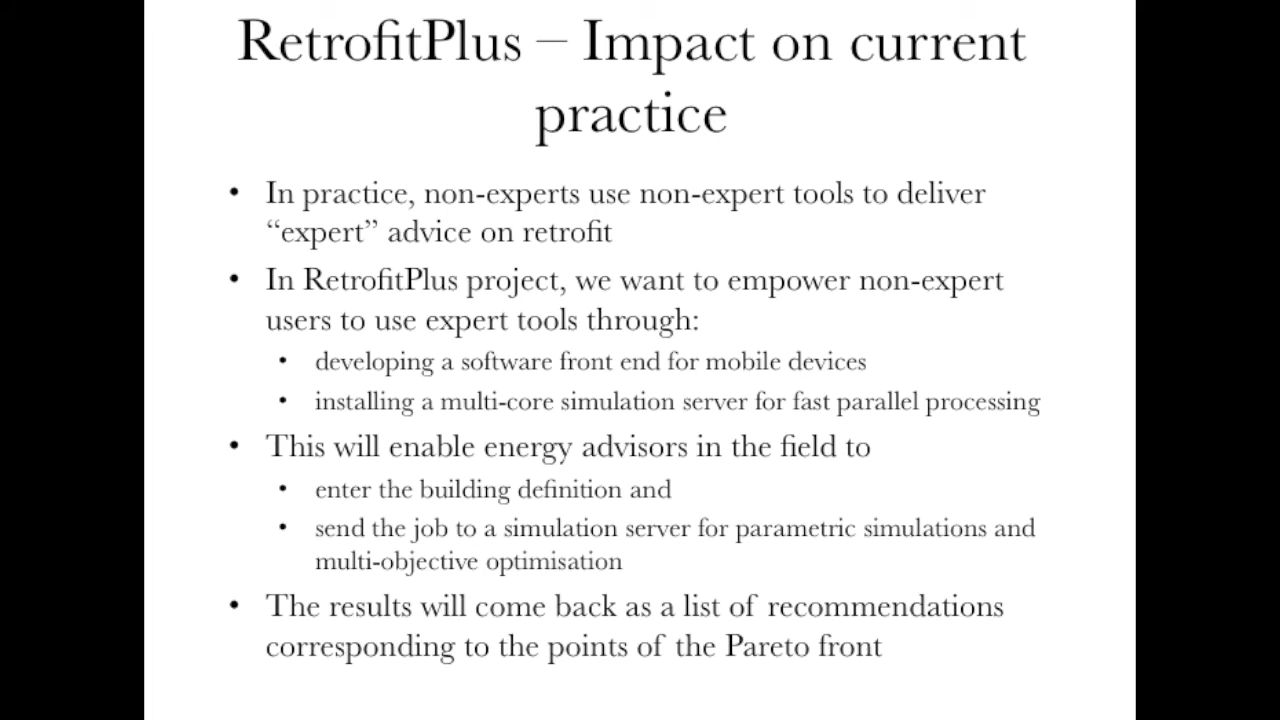 RetrofitPlus – Impact on current
practice
• In practice, non-experts use non-expert tools to deliver
“expert” advice on retrofit
• In RetrofitPlus project, we want to empower non-expert
users to use expert tools through:
• developing a software front end for mobile devices
• installing a multi-core simulation server for fast parallel processing
• This will enable energy advisors in the field to
• enter the building definition and
• send the job to a simulation server for parametric simulations and
multi-objective optimisation
• The results will come back as a list of recommendations
corresponding to the points of the Pareto front